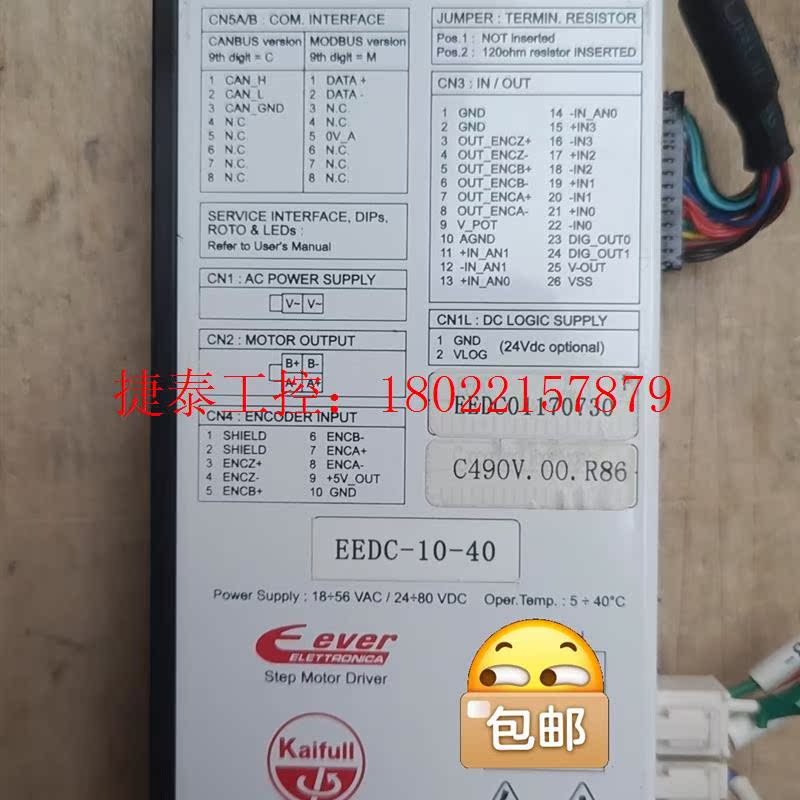 CN5A/B : COM. INTERFACE
CANBUS version MODBUS version
9th digit = C 9th digit = M
1 CAN_H 1 DATA +
2 CAN_L 2 DATA -
3 CAN_GND 3 N.C.
4 N.C. 4 N.C.
5 N.C. 5 0V_A
6 N.C. 6 N.C.
7 N.C. 7 N.C.
8 N.C. 8 N.C.
SERVICE INTERFACE, DIPs,
ROTO & LEDs :
Refer to User's Manual
CN1 : AC POWER SUPPLY
V~ V~
CN2 : MOTOR OUTPUT
B+ B-
A- A+
CN4 : ENCODER INPUT
1 SHIELD 6 ENCB-
2 SHIELD 7 ENCA+
3 ENCZ+ 8 ENCA-
4 ENCZ- 9 +5V_OUT
5 ENCB+ 10 GND
JUMPER : TERMIN. RESISTOR
Pos.1 : NOT Inserted
Pos.2 : 120ohm resistor INSERTED
CN3 : IN / OUT
1 GND 14 -IN_AN0
2 GND 15 +IN3
3 OUT_ENCZ+ 16 -IN3
4 OUT_ENCZ- 17 +IN2
5 OUT_ENCB+ 18 -IN2
6 OUT_ENCB- 19 +IN1
7 OUT_ENCA+ 20 -IN1
8 OUT_ENCA- 21 +IN0
9 V_POT 22 -IN0
10 AGND 23 DIG_OUT0
11 +IN_AN1 24 DIG_OUT1
12 -IN_AN1 25 V-OUT
13 +IN_AN0 26 VSS
CN1L : DC LOGIC SUPPLY
1 GND
2 VLOG (24Vdc optional)
捷泰工控：18022157879
EEDC01170730
C490V.00.R86
EEDC-10-40
Power Supply : 18÷56 VAC / 24÷80 VDC Oper.Temp. : 5 ÷ 40°C
ever
ELETTRONICA
Step Motor Driver
Kaifull
包邮